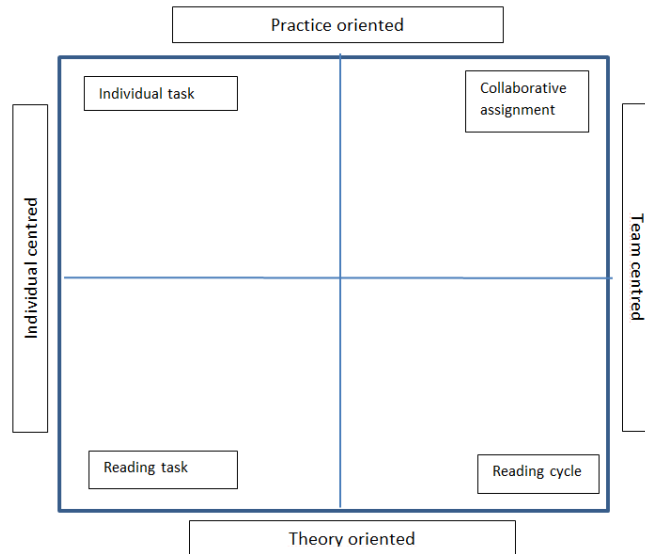 Practice oriented
Individual task
Collaborative
assignment
Individual centred
Team centred
Reading task
Reading cycle
Theory oriented